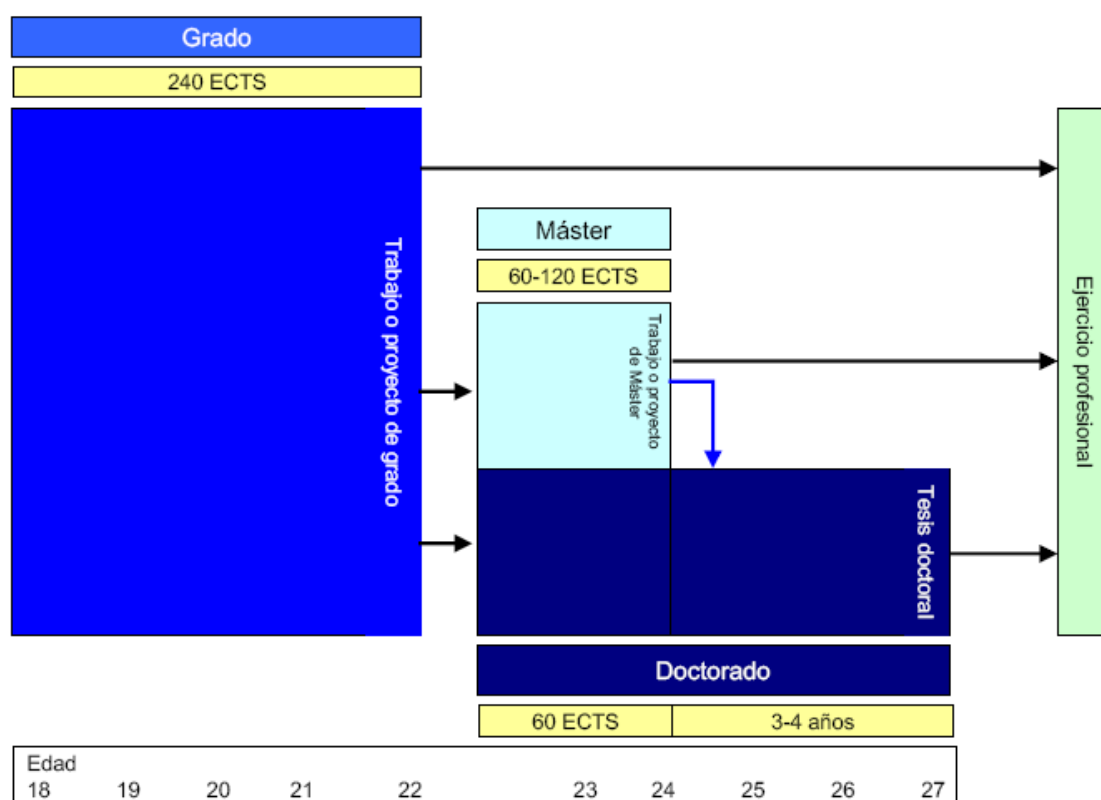 Grado
240 ECTS
Trabajo o proyecto de grado
Máster
60-120 ECTS
Trabajo o proyecto
de Máster
Ejercicio profesional
Tesis doctoral
Doctorado
60 ECTS
3-4 años
Edad
18 19 20 21 22 23 24 25 26 27